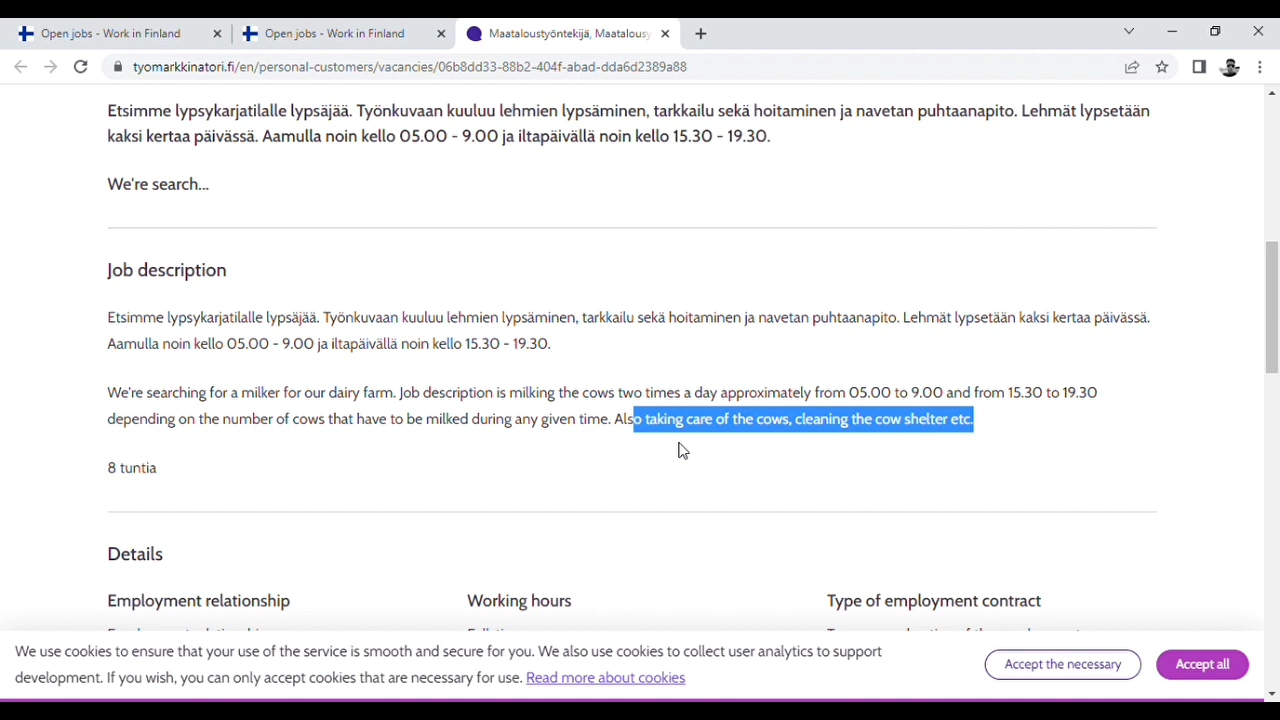 Open jobs - Work in Finland
Open jobs - Work in Finland
Maataloustyöntekijä, Maatalousy
tyomarkkinatori.fi/en/personal-customers/vacancies/06b8dd33-88b2-404f-abad-dda6d2389a88
Etsimme lypsykarjatilalle lypsäjää. Työnkuvaan kuuluu lehmien lypsäminen, tarkkailu sekä hoitaminen ja navetan puhtaanapito. Lehmät lypsetään
kaksi kertaa päivässä. Aamulla noin kello 05.00 - 9.00 ja iltapäivällä noin kello 15.30 - 19.30.
We're search...
Job description
Etsimme lypsykarjatilalle lypsäjää. Työnkuvaan kuuluu lehmien lypsäminen, tarkkailu sekä hoitaminen ja navetan puhtaanapito. Lehmät lypsetään kaksi kertaa päivässä.
Aamulla noin kello 05.00 - 9.00 ja iltapäivällä noin kello 15.30 - 19.30.
We're searching for a milker for our dairy farm. Job description is milking the cows two times a day approximately from 05.00 to 9.00 and from 15.30 to 19.30
depending on the number of cows that have to be milked during any given time. Also taking care of the cows, cleaning the cow shelter etc.
8 tuntia
Details
Employment relationship
Working hours
Type of employment contract
We use cookies to ensure that your use of the service is smooth and secure for you. We also use cookies to collect user analytics to support
development. If you wish, you can only accept cookies that are necessary for use. Read more about cookies
Accept the necessary
Accept all